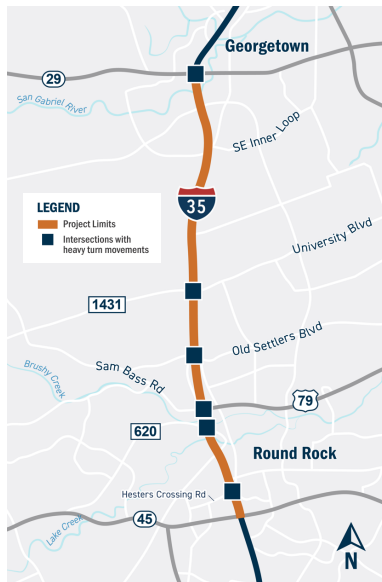 Georgetown
29
San Gabriel River
SE Inner Loop
35
LEGEND
Project Limits
Intersections with
heavy turn movements
University Blvd
1431
Old Settlers Blvd
Sam Bass Rd
Brushy Creek
79
620
Round Rock
Hesters Crossing Rd
45
Lake Creek
N